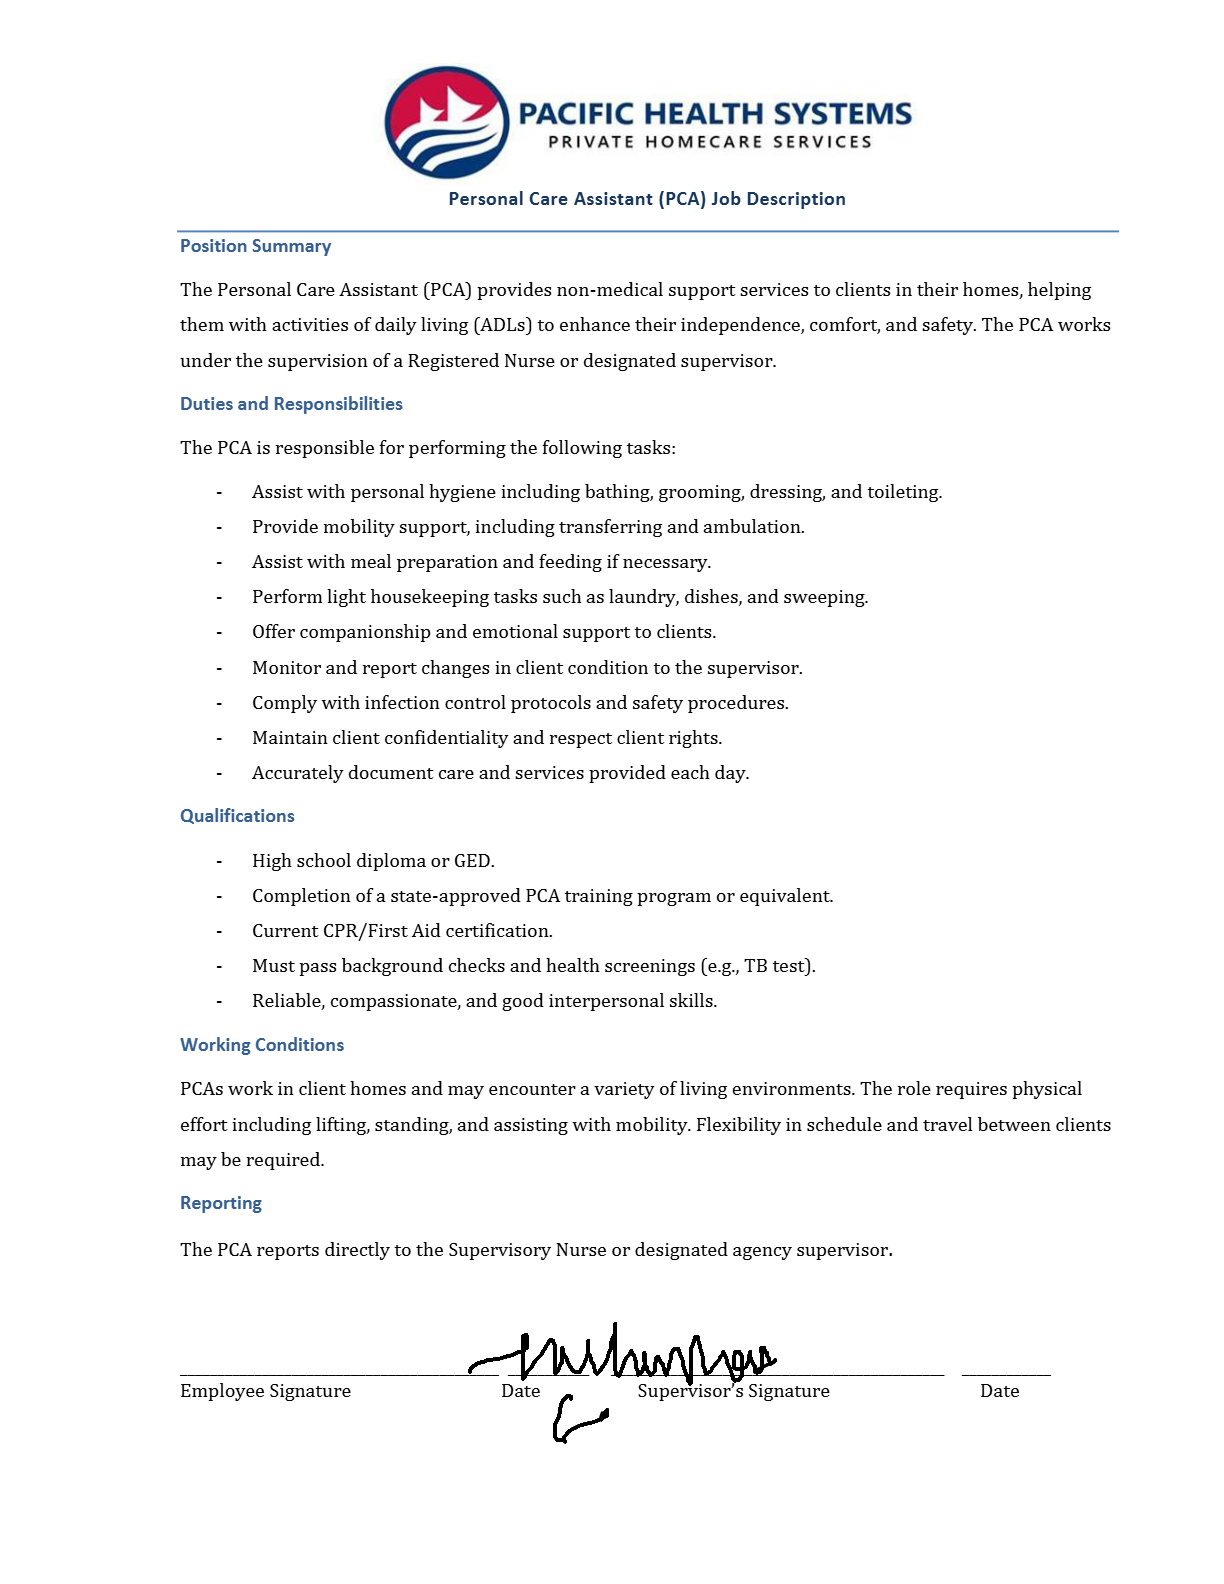 PACIFIC HEALTH SYSTEMS
PRIVATE HOMECARE SERVICES
Personal Care Assistant (PCA) Job Description
Position Summary
The Personal Care Assistant (PCA) provides non-medical support services to clients in their homes, helping
them with activities of daily living (ADLs) to enhance their independence, comfort, and safety. The PCA works
under the supervision of a Registered Nurse or designated supervisor.
Duties and Responsibilities
The PCA is responsible for performing the following tasks:
- Assist with personal hygiene including bathing, grooming, dressing, and toileting.
- Provide mobility support, including transferring and ambulation.
- Assist with meal preparation and feeding if necessary.
- Perform light housekeeping tasks such as laundry, dishes, and sweeping.
- Offer companionship and emotional support to clients.
- Monitor and report changes in client condition to the supervisor.
- Comply with infection control protocols and safety procedures.
- Maintain client confidentiality and respect client rights.
- Accurately document care and services provided each day.
Qualifications
- High school diploma or GED.
- Completion of a state-approved PCA training program or equivalent.
- Current CPR/First Aid certification.
- Must pass background checks and health screenings (e.g., TB test).
- Reliable, compassionate, and good interpersonal skills.
Working Conditions
PCAs work in client homes and may encounter a variety of living environments. The role requires physical
effort including lifting, standing, and assisting with mobility. Flexibility in schedule and travel between clients
may be required.
Reporting
The PCA reports directly to the Supervisory Nurse or designated agency supervisor.
Employee Signature Date Supervisor's Signature Date